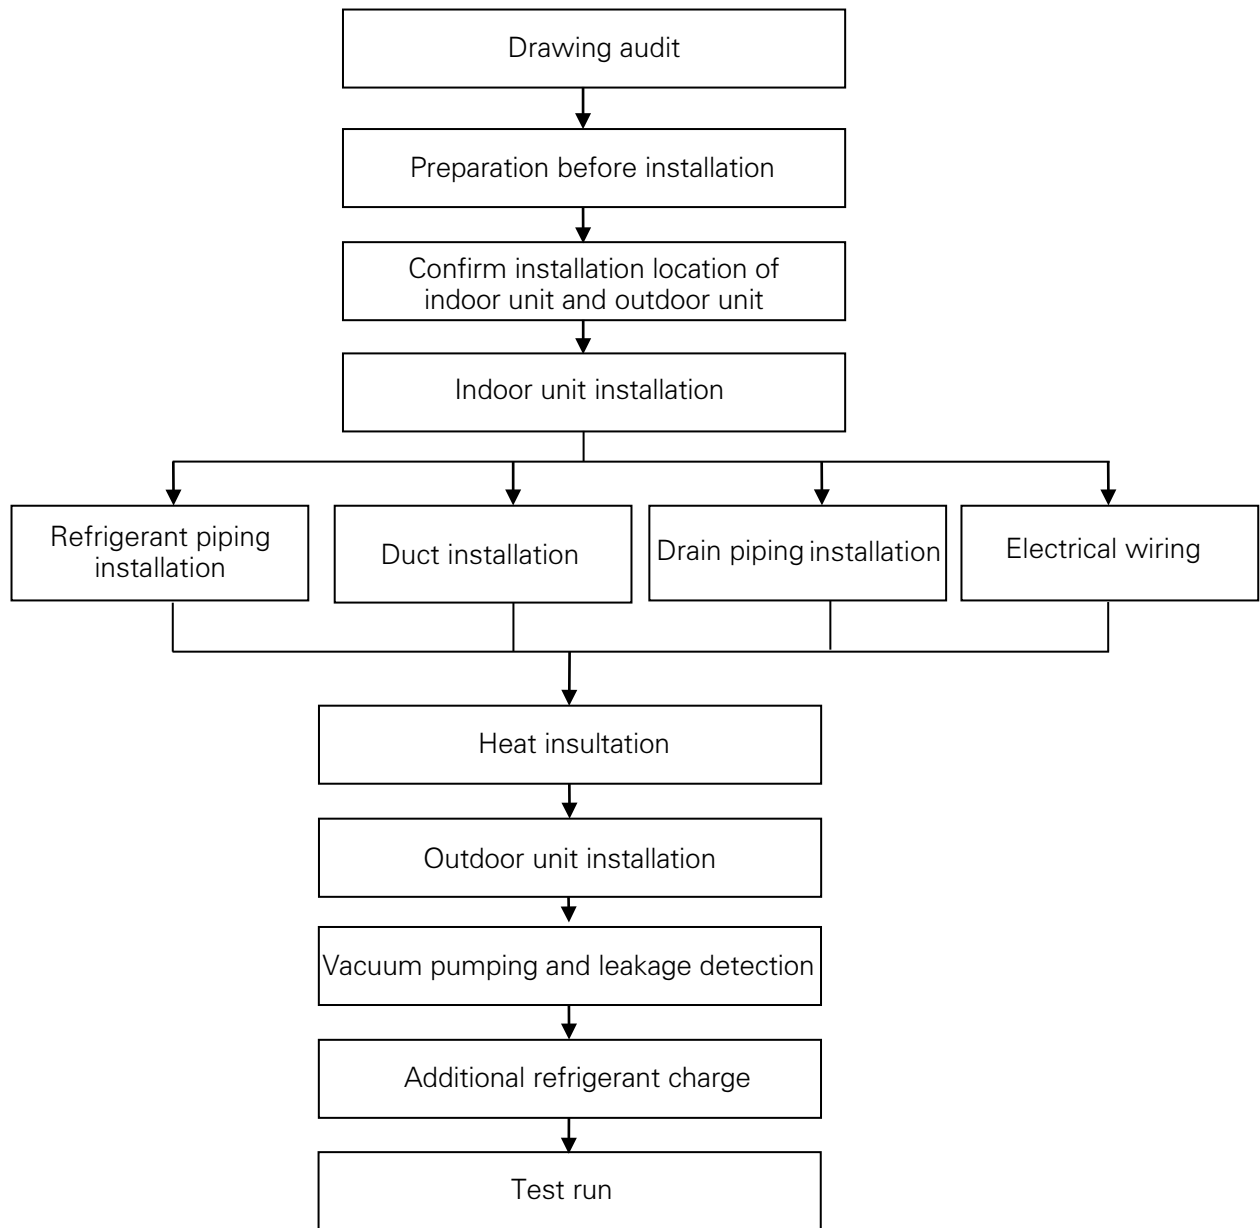 Drawing audit
Preparation before installation
Confirm installation location of
indoor unit and outdoor unit
Indoor unit installation
Refrigerant piping
installation
Duct installation
Drain piping installation
Electrical wiring
Heat insultation
Outdoor unit installation
Vacuum pumping and leakage detection
Additional refrigerant charge
Test run